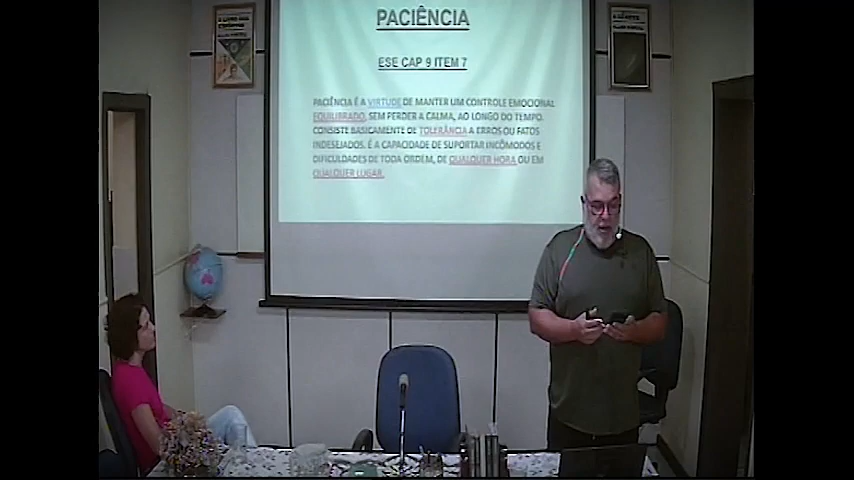 PACIÊNCIA
ESE CAP 9 ITEM 7
PACIÊNCIA É A VIRTUDE DE MANTER UM CONTROLE EMOCIONAL
EQUILIBRADO, SEM PERDER A CALMA, AO LONGO DO TEMPO.
CONSISTE BASICAMENTE DE TOLERÂNCIA A ERROS OU FATOS
INDESEJADOS. É A CAPACIDADE DE SUPORTAR INCÔMODOS E
DIFICULDADES DE TODA ORDEM, DE QUALQUER HORA OU EM
QUALQUER LUGAR.